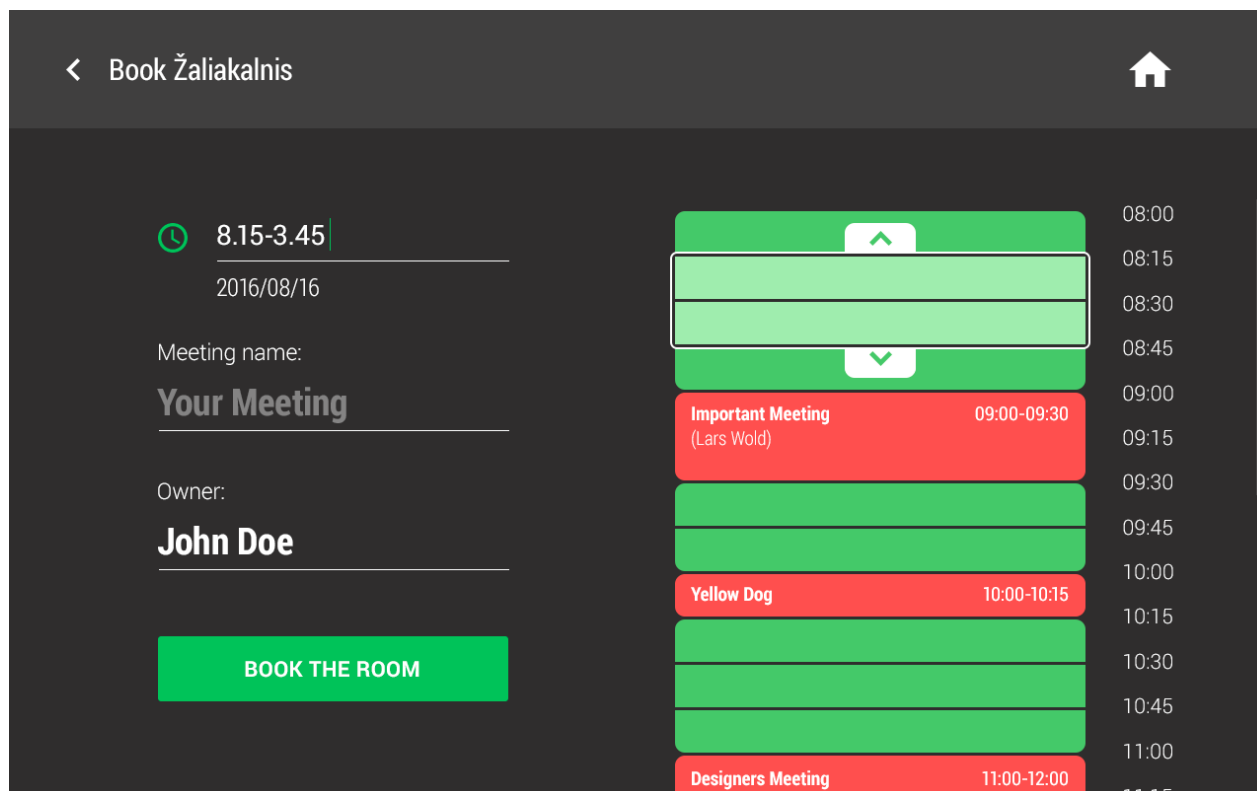 Book Žaliakalnis
8.15-3.45
2016/08/16
Meeting name:
Your Meeting
Owner:
John Doe
BOOK THE ROOM
Important Meeting 09:00-09:30
(Lars Wold)
Yellow Dog 10:00-10:15
Designers Meeting 11:00-12:00
08:00
08:15
08:30
08:45
09:00
09:15
09:30
09:45
10:00
10:15
10:30
10:45
11:00